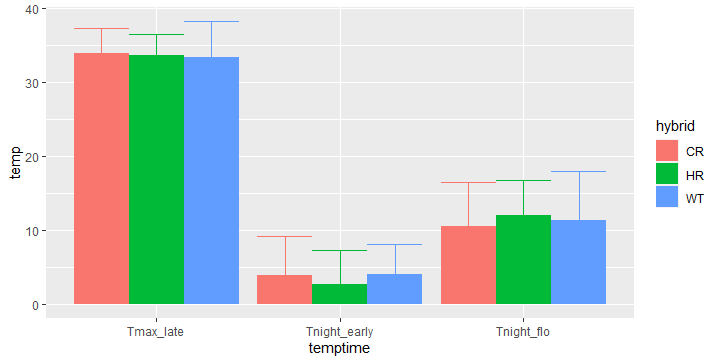 40
30
20
10
0
temp
Tmax_late
Tnight_early
Tnight_flo
temptime
hybrid
CR
HR
WT